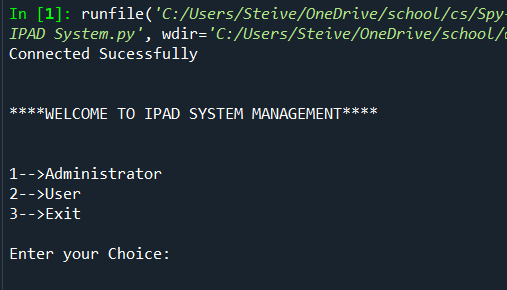 In [1]: runfile('C:/Users/Steive/OneDrive/school/cs/Spy-
IPAD System.py', wdir='C:/Users/Steive/OneDrive/school/
Connected Sucessfully
****WELCOME TO IPAD SYSTEM MANAGEMENT****
1-->Administrator
2-->User
3-->Exit
Enter your Choice: